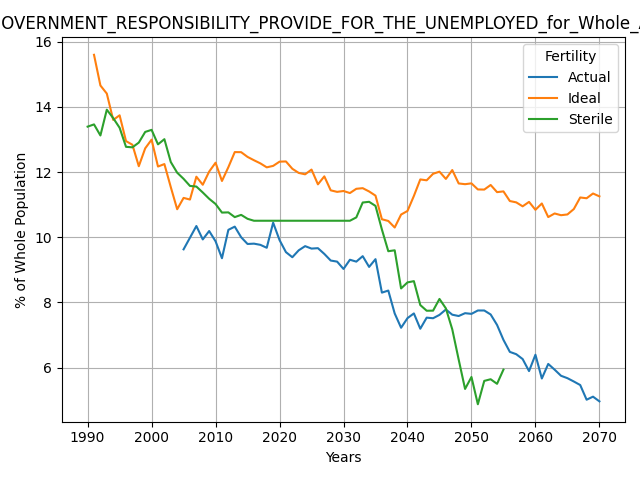 OVERNMENT_RESPONSIBILITY_PROVIDE_FOR_THE_UNEMPLOYED_for_Whole_
16
14
12
10
8
6
% of Whole Population
Fertility
Actual
Ideal
Sterile
1990 2000 2010 2020 2030 2040 2050 2060 2070
Years